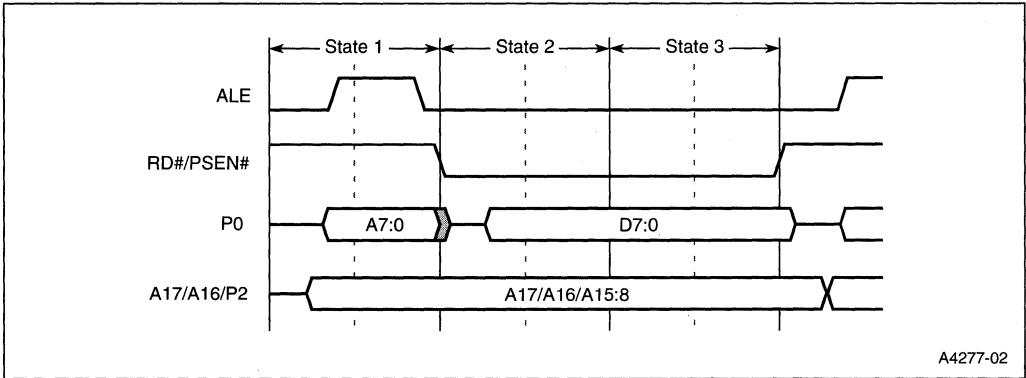 State 1 State 2 State 3
ALE
RD#/PSEN#
P0 A7:0 D7:0
A17/A16/P2 A17/A16/A15:8
A4277-02